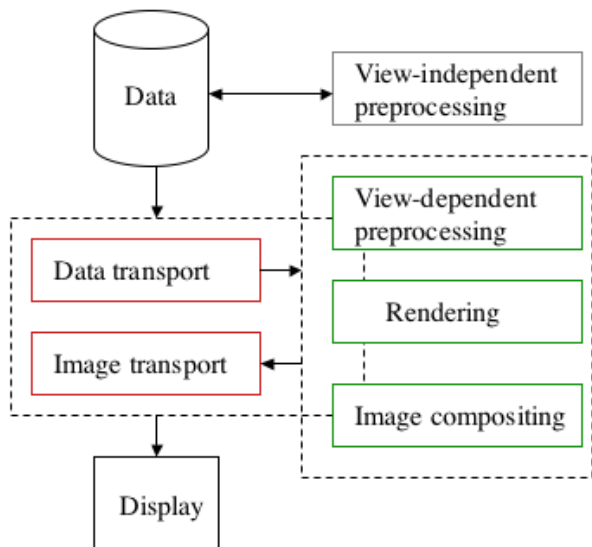 Data
View-independent
preprocessing
View-dependent
preprocessing
Data transport
Rendering
Image transport
Image compositing
Display